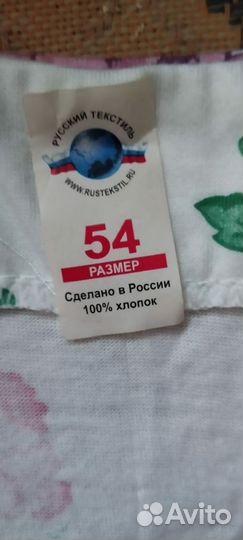 РУССКИЙ ТЕКСТИЛЬ
WWW.RUSTEKSTIL.RU
54
РАЗМЕР
Сделано в России
100% хлопок
Avito